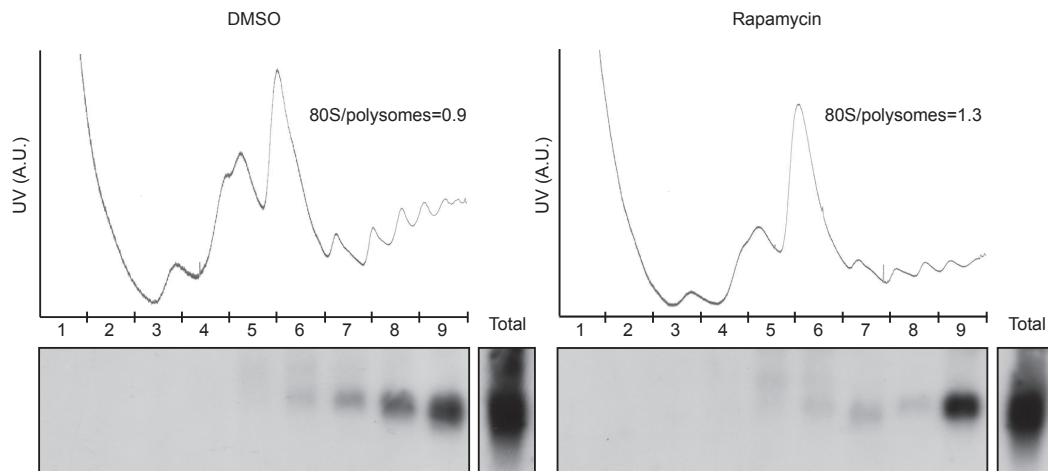 DMSO
Rapamycin
80S/polysomes=0.9
80S/polysomes=1.3
UV (A.U.)
UV (A.U.)
1 2 3 4 5 6 7 8 9 Total
1 2 3 4 5 6 7 8 9 Total